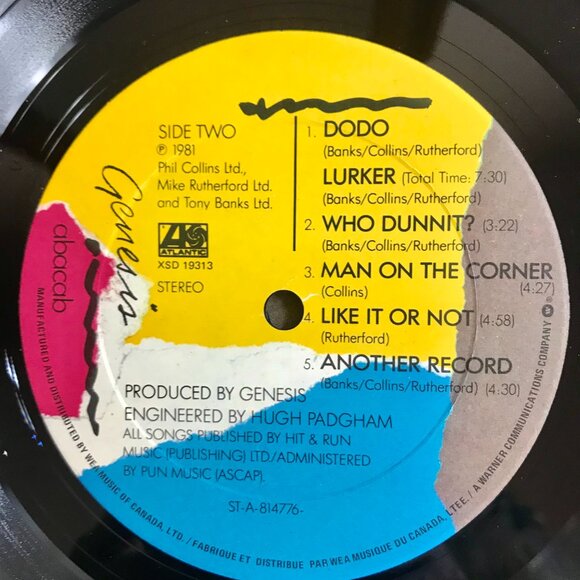 SIDE TWO
℗ 1981
Phil Collins Ltd.,
Mike Rutherford Ltd.
and Tony Banks Ltd.
ATLANTIC
XSD 19313
STEREO
Genesis
abacab
1. DODO
(Banks/Collins/Rutherford)
LURKER (Total Time: 7:30)
(Banks/Collins/Rutherford)
2. WHO DUNNIT? (3:22)
(Banks/Collins/Rutherford)
3. MAN ON THE CORNER
(Collins) (4:27)
4. LIKE IT OR NOT (4:58)
(Rutherford)
5. ANOTHER RECORD
(Banks/Collins/Rutherford) (4:30)
PRODUCED BY GENESIS
ENGINEERED BY HUGH PADGHAM
ALL SONGS PUBLISHED BY HIT & RUN
MUSIC (PUBLISHING) LTD./ADMINISTERED
BY PUN MUSIC (ASCAP).
ST-A-814776-
MANUFACTURED AND DISTRIBUTED BY WEA MUSIC OF CANADA, LTD. / FABRIQUE ET DISTRIBUE PAR WEA MUSIQUE DU CANADA, LTEE. / A WARNER COMMUNICATIONS COMPANY